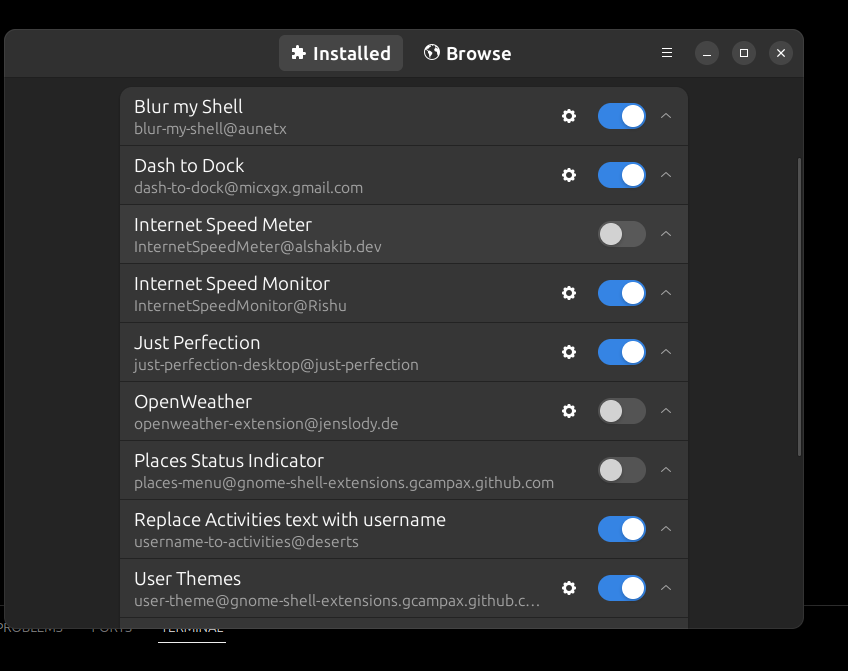 Installed
Browse
Blur my Shell
blur-my-shell@aunetx
Dash to Dock
dash-to-dock@micxgx.gmail.com
Internet Speed Meter
InternetSpeedMeter@alshakib.dev
Internet Speed Monitor
InternetSpeedMonitor@Rishu
Just Perfection
just-perfection-desktop@just-perfection
OpenWeather
openweather-extension@jenslody.de
Places Status Indicator
places-menu@gnome-shell-extensions.gcampax.github.com
Replace Activities text with username
username-to-activities@deserts
User Themes
user-theme@gnome-shell-extensions.gcampax.github.c…
PROBLEMS PORTS TERMINAL